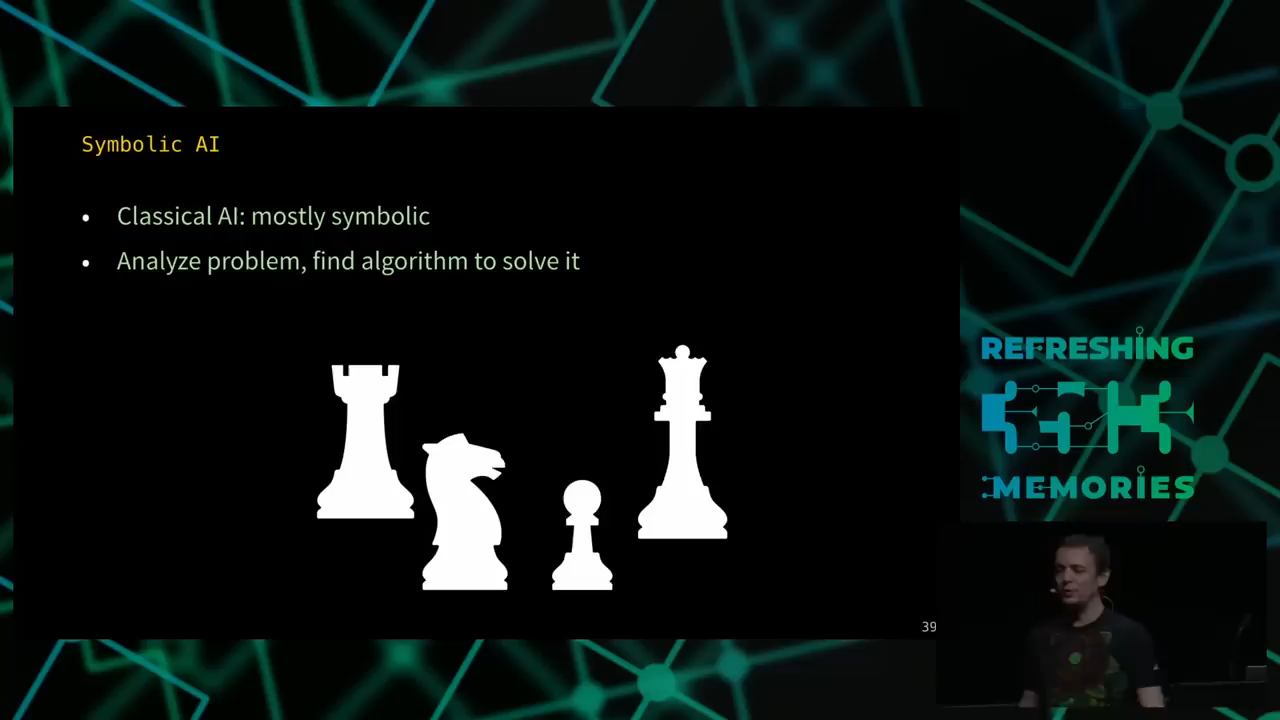 Symbolic AI
• Classical AI: mostly symbolic
• Analyze problem, find algorithm to solve it
REFRESHING
MEMORIES
39